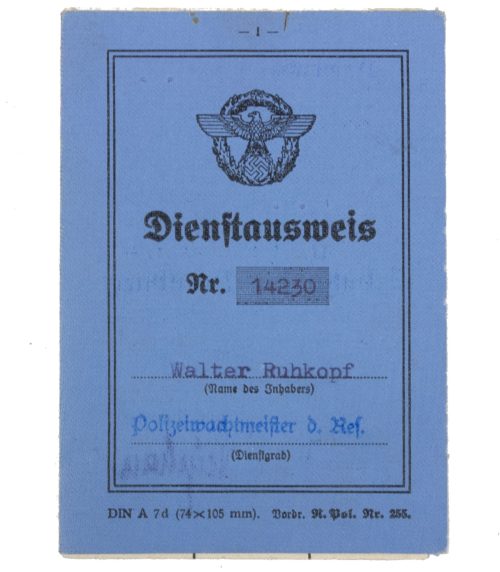 — 1 —
Dienstausweis
Nr. 14230
Walter Ruhkopf
(Name des Inhabers)
Polizeiwachtmeister d. Res.
(Dienstgrad)
DIN A 7d (74×105 mm). Vordr. R. Pol. Nr. 255.